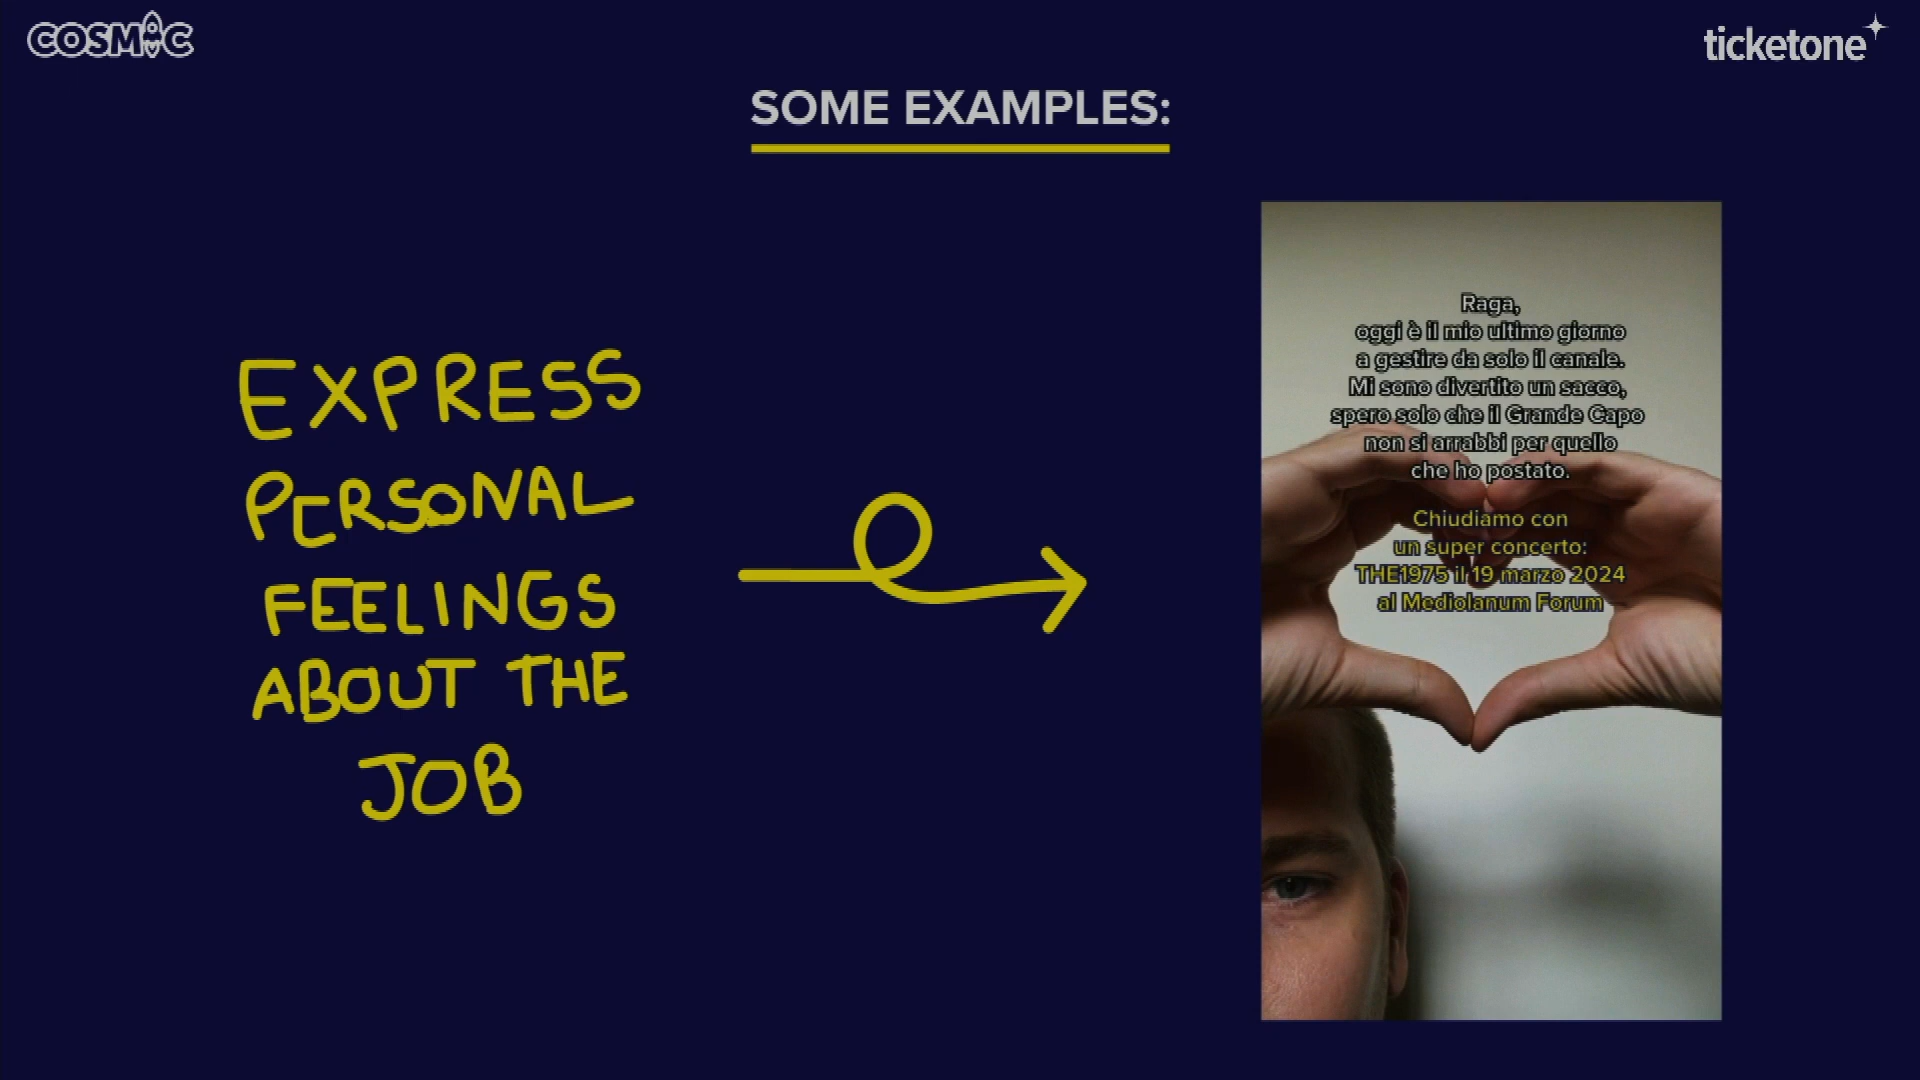 COSMIC
ticketone
SOME EXAMPLES:
EXPRESS
PERSONAL
FEELINGS
ABOUT THE
JOB
Raga,
oggi è il mio ultimo giorno
a gestire da solo il canale.
Mi sono divertito un sacco,
spero solo che il Grande Capo
non si arrabbi per quello
che ho postato.
Chiudiamo con
un super concerto:
THE1975 il 19 marzo 2024
al Mediolanum Forum